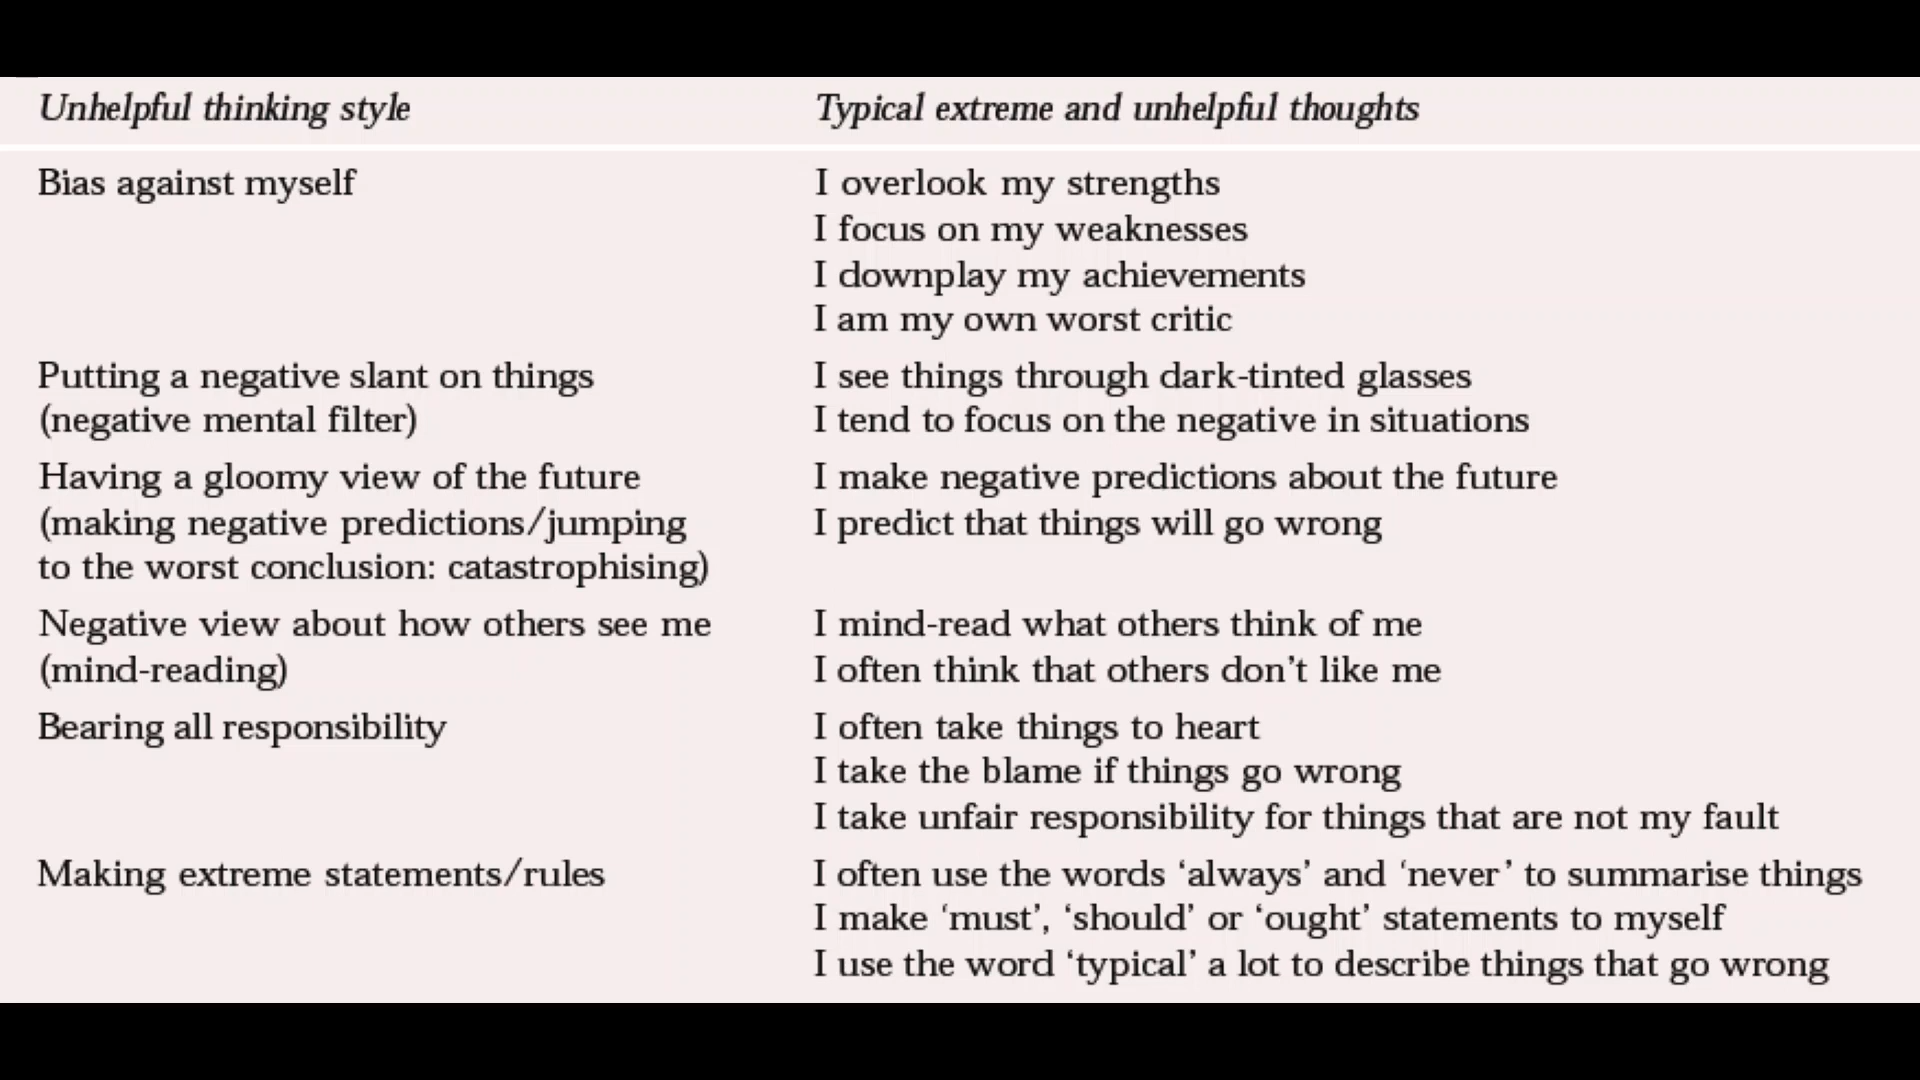 Unhelpful thinking style
Typical extreme and unhelpful thoughts
Bias against myself
I overlook my strengths
I focus on my weaknesses
I downplay my achievements
I am my own worst critic
Putting a negative slant on things
(negative mental filter)
I see things through dark-tinted glasses
I tend to focus on the negative in situations
Having a gloomy view of the future
(making negative predictions/jumping
to the worst conclusion: catastrophising)
I make negative predictions about the future
I predict that things will go wrong
Negative view about how others see me
(mind-reading)
I mind-read what others think of me
I often think that others don’t like me
Bearing all responsibility
I often take things to heart
I take the blame if things go wrong
I take unfair responsibility for things that are not my fault
Making extreme statements/rules
I often use the words ‘always’ and ‘never’ to summarise things
I make ‘must’, ‘should’ or ‘ought’ statements to myself
I use the word ‘typical’ a lot to describe things that go wrong